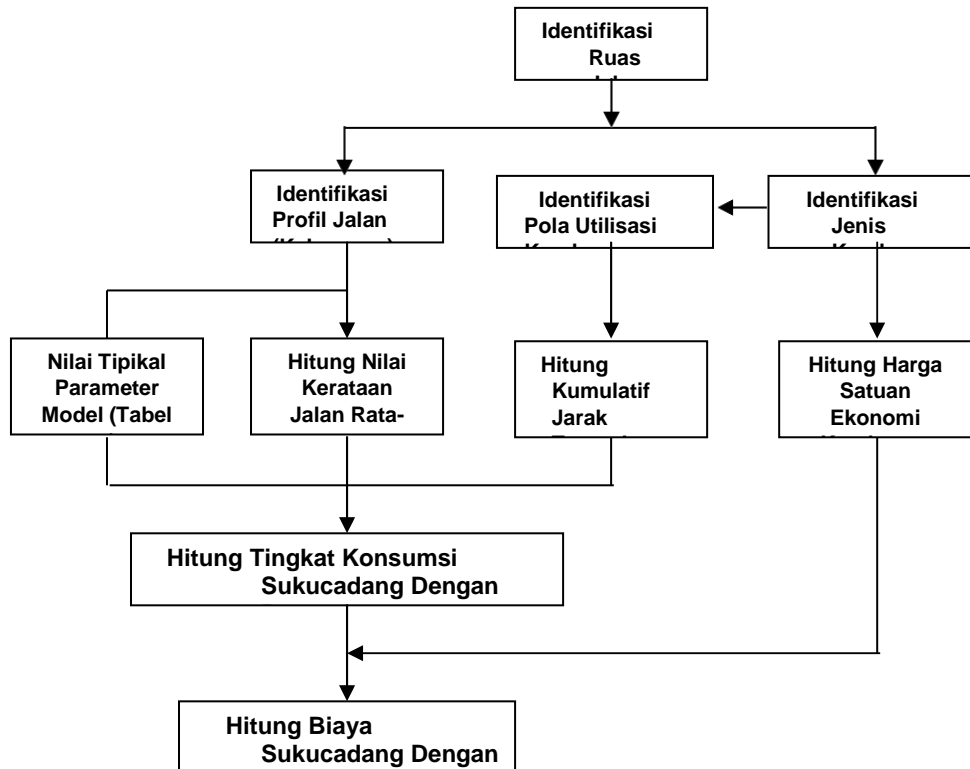 Identifikasi
Ruas
Identifikasi
Profil Jalan
Identifikasi
Pola Utilisasi
Identifikasi
Jenis
Nilai Tipikal
Parameter
Model (Tabel
Hitung Nilai
Kerataan
Jalan Rata-
Hitung
Kumulatif
Jarak
Hitung Harga
Satuan
Ekonomi
Hitung Tingkat Konsumsi
Sukucadang Dengan
Hitung Biaya
Sukucadang Dengan